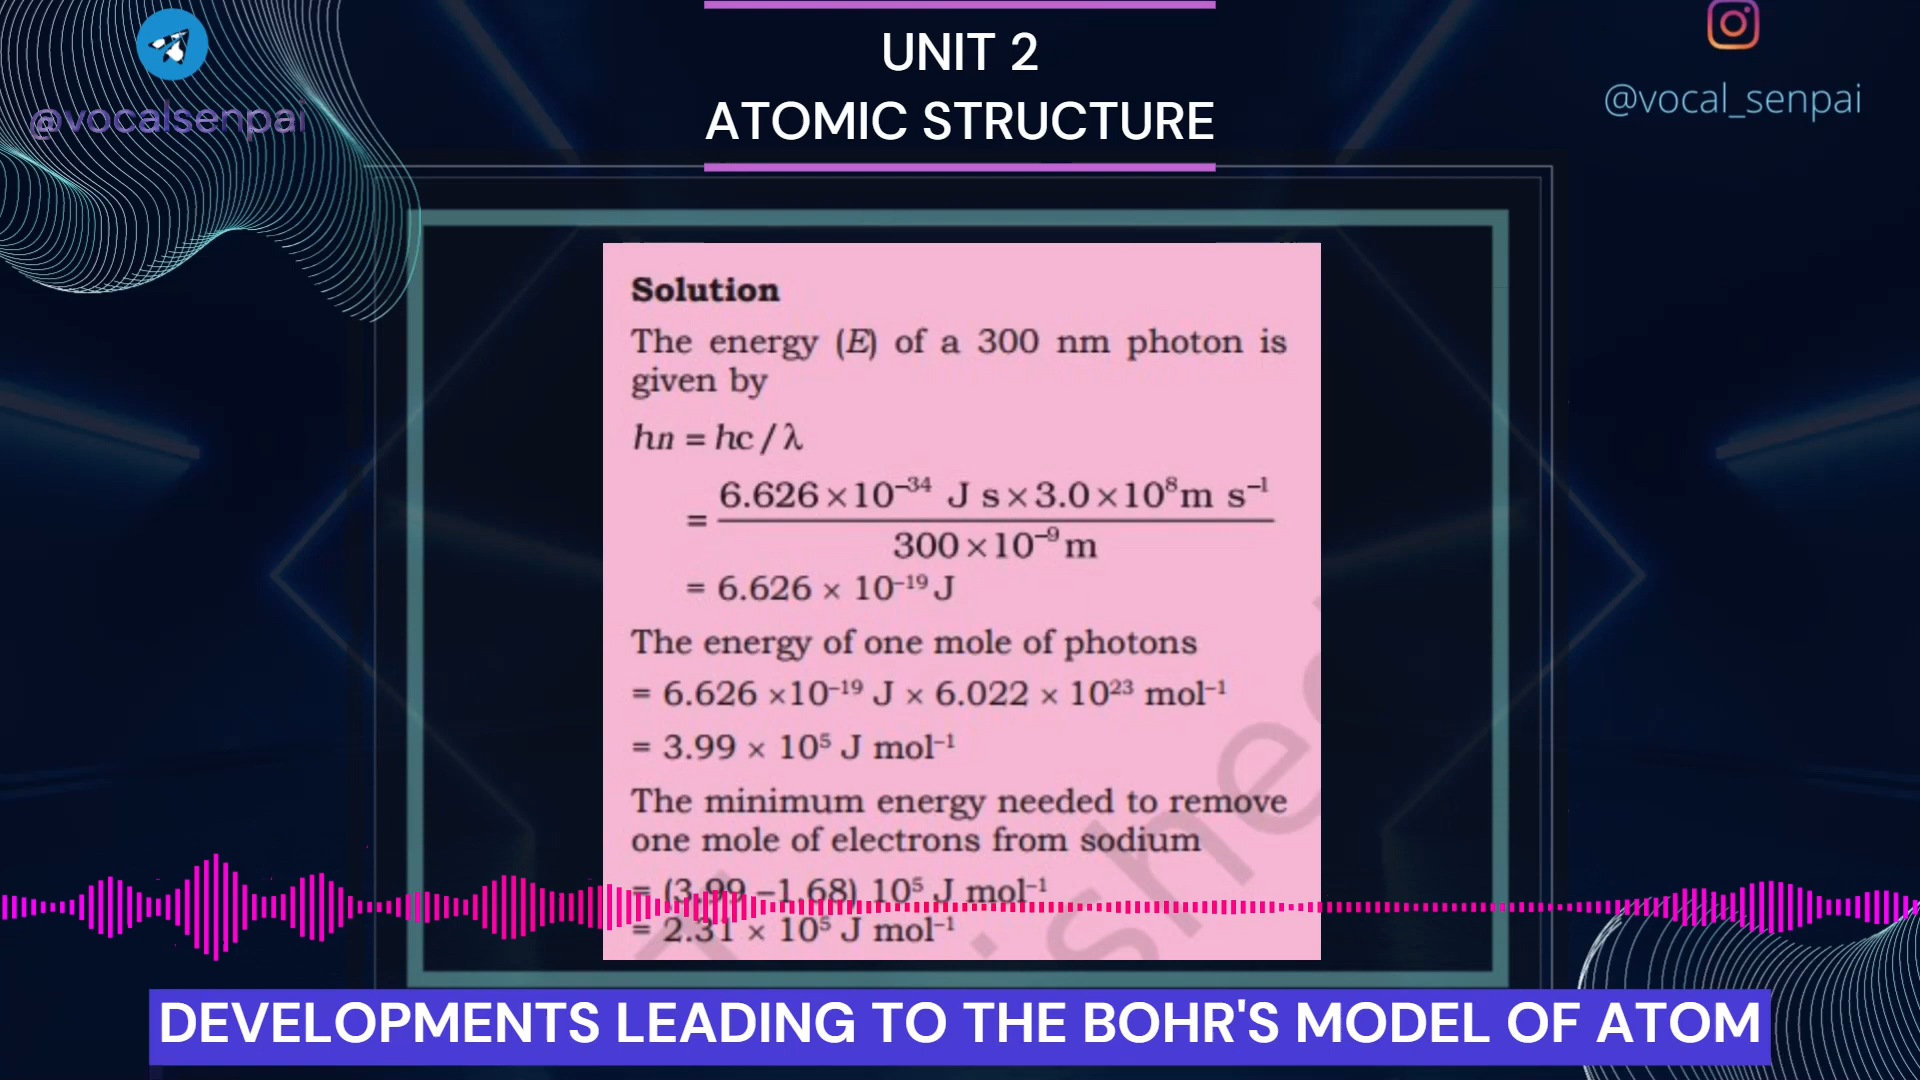 UNIT 2
ATOMIC STRUCTURE
@vocalsenpai
@vocal_senpai
Solution
The energy (E) of a 300 nm photon is
given by
hn = hc / λ
= 6.626 × 10⁻³⁴ J s × 3.0 × 10⁸ m s⁻¹
300 × 10⁻⁹ m
= 6.626 × 10⁻¹⁹ J
The energy of one mole of photons
= 6.626 ×10⁻¹⁹ J × 6.022 × 10²³ mol⁻¹
= 3.99 × 10⁵ J mol⁻¹
The minimum energy needed to remove
one mole of electrons from sodium
= (3.99 –1.68) 10⁵ J mol⁻¹
= 2.31 × 10⁵ J mol⁻¹
DEVELOPMENTS LEADING TO THE BOHR'S MODEL OF ATOM